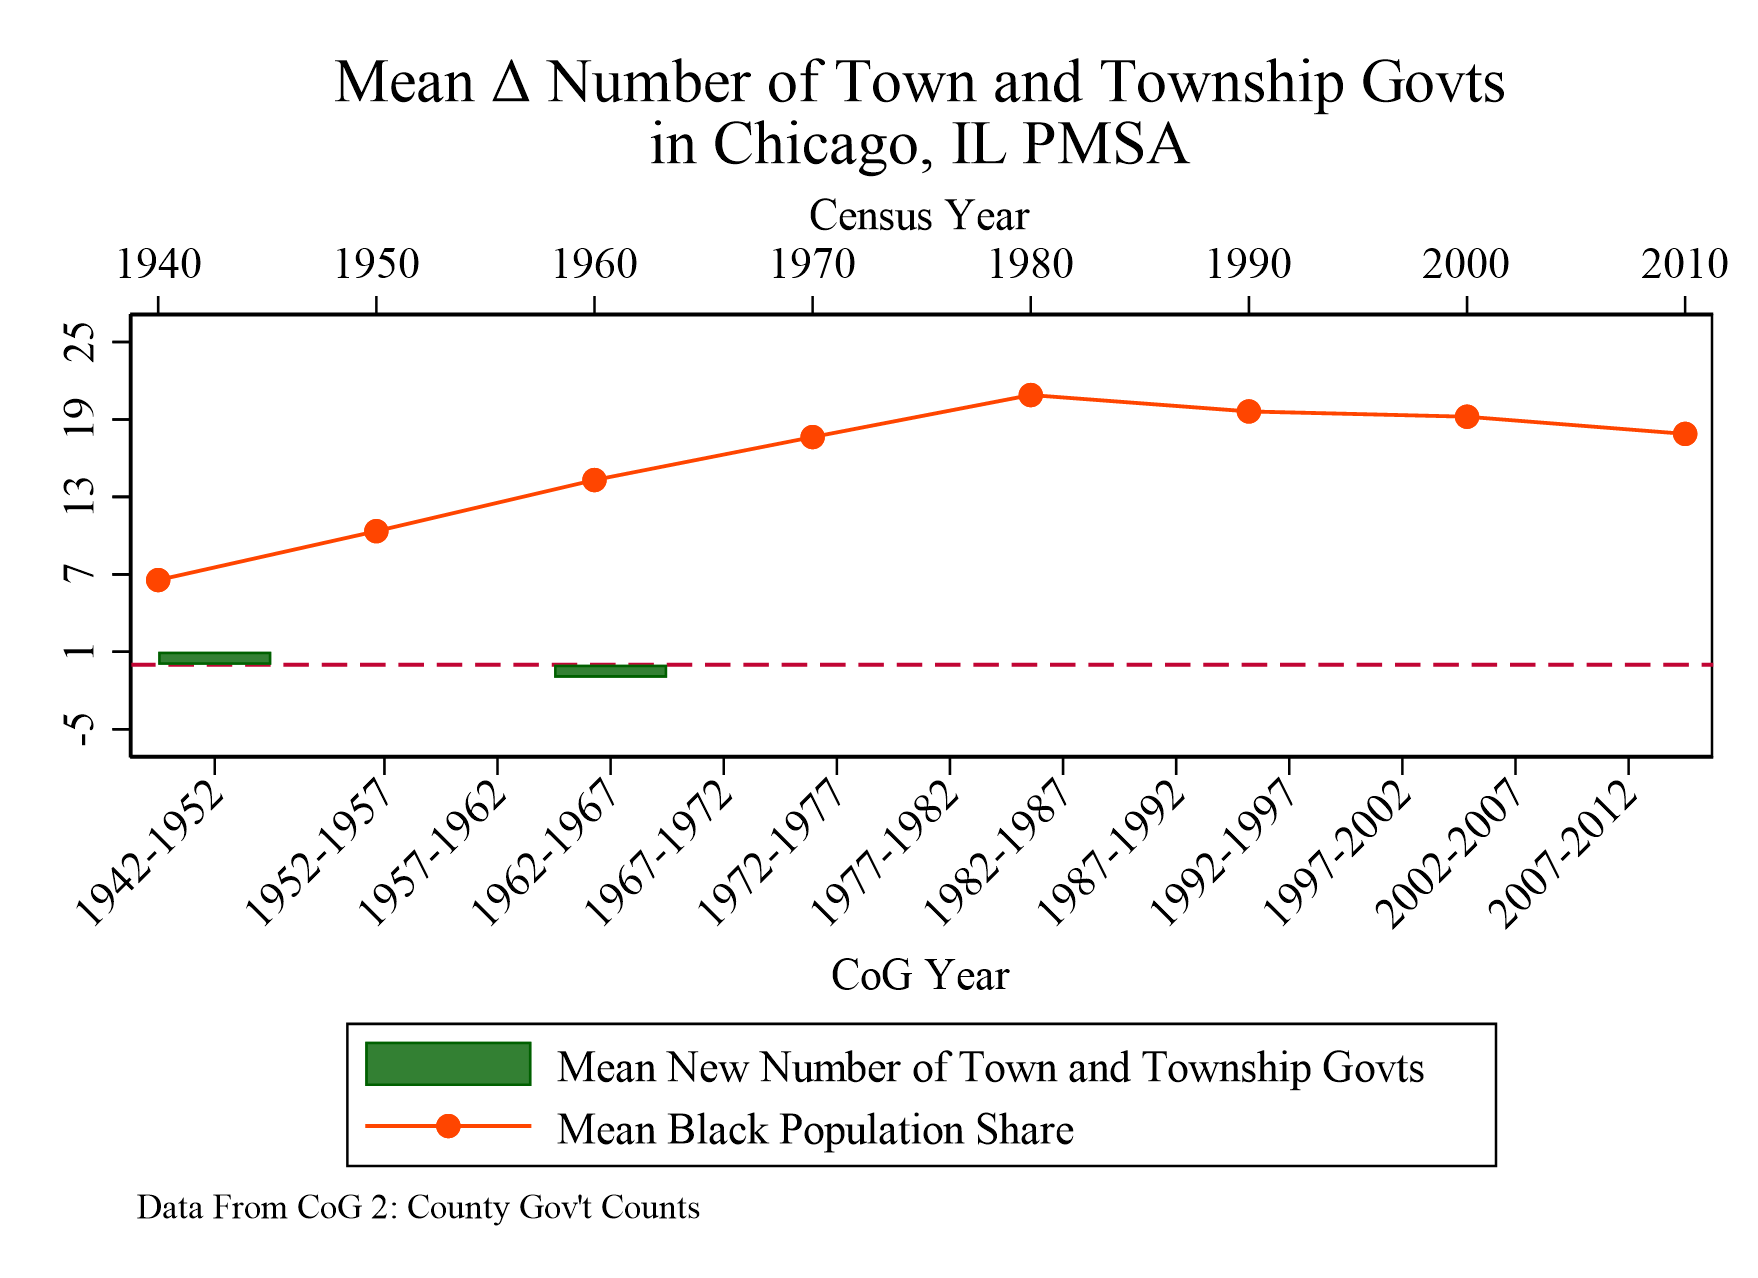 Mean Δ Number of Town and Township Govts
in Chicago, IL PMSA
Census Year
1940 1950 1960 1970 1980 1990 2000 2010
25
19
13
7
1
-5
1942-1952 1952-1957 1957-1962 1962-1967 1967-1972 1972-1977 1977-1982 1982-1987 1987-1992 1992-1997 1997-2002 2002-2007 2007-2012
CoG Year
Mean New Number of Town and Township Govts
Mean Black Population Share
Data From CoG 2: County Gov't Counts